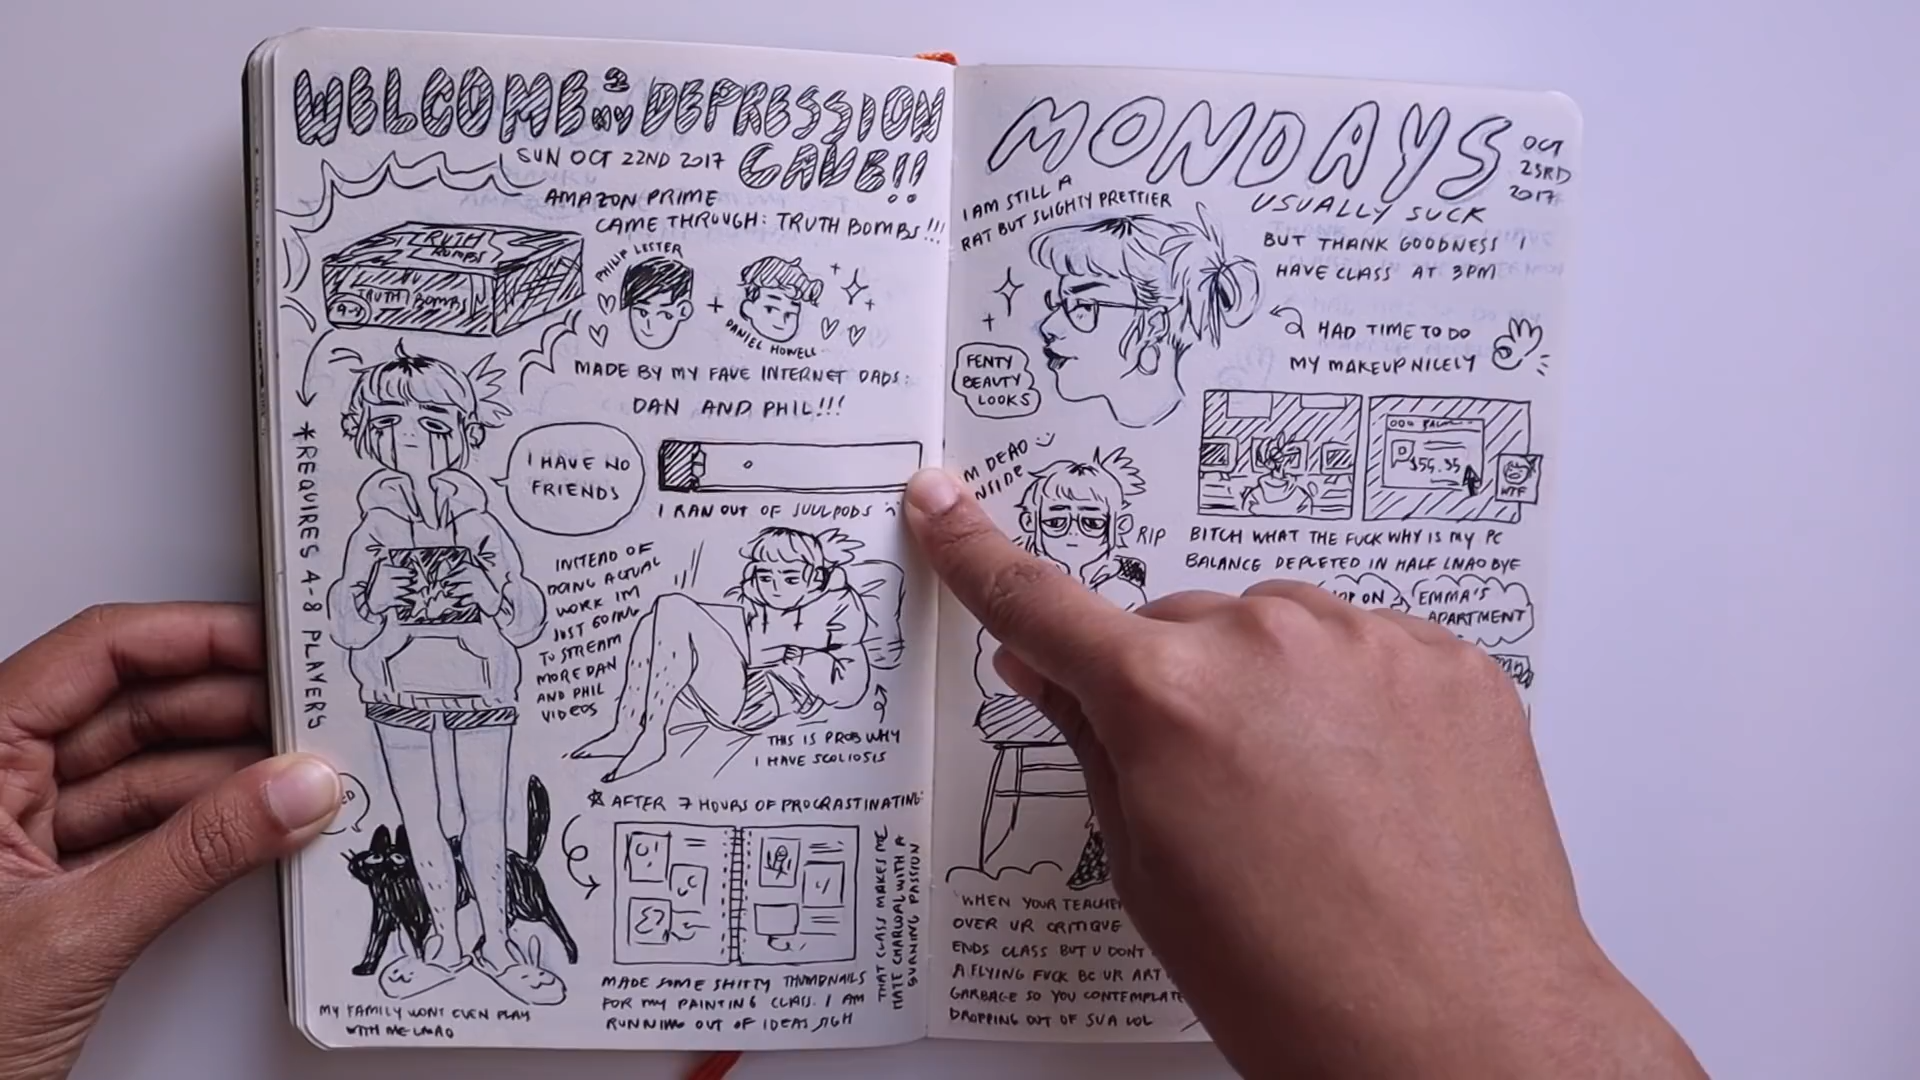 WELCOME 2 MY DEPRESSION
CAVE!!
SUN OCT 22ND 2017
AMAZON PRIME
CAME THROUGH: TRUTH BOMBS!!!
TRUTH
BOMBS
TRUTH BOMBS
PHILIP LESTER
+
DANIEL HOWELL
MADE BY MY FAVE INTERNET DADS:
DAN AND PHIL!!!
*REQUIRES 4-8 PLAYERS
I HAVE NO
FRIENDS
I RAN OUT OF JUULPODS
INSTEAD OF
DOING ACTUAL
WORK IM
JUST GOING
TO STREAM
MORE DAN
AND PHIL
VIDEOS
THIS IS PROB WHY
I HAVE SCOLIOSIS
AFTER 7 HOURS OF PROCRASTINATING:
THAT CLASS MAKES ME
HATE CHARCOAL WITH A
BURNING PASSION
MADE SOME SHITTY THUMBNAILS
FOR MY PAINTING CLASS. I AM
RUNNING OUT OF IDEAS SIGH
MY FAMILY WONT EVEN PLAY
WITH ME LMAO
MONDAYS
OCT
23RD
2017
USUALLY SUCK
BUT THANK GOODNESS I
HAVE CLASS AT 3PM
I AM STILL A
RAT BUT SLIGHTY PRETTIER
HAD TIME TO DO
MY MAKEUP NICELY
FENTY
BEAUTY
LOOKS
M DEAD
NSIDE
RIP
$55.35
WTF
BITCH WHAT THE FUCK WHY IS MY PC
BALANCE DEPLETED IN HALF LMAO BYE
ON
EMMA'S
APARTMENT
"WHEN YOUR TEACHE
OVER UR CRITIQUE
ENDS CLASS BUT U DONT
A FLYING FUCK BC UR ART
GARBAGE SO YOU CONTEMPLATE
DROPPING OUT OF SVA LOL